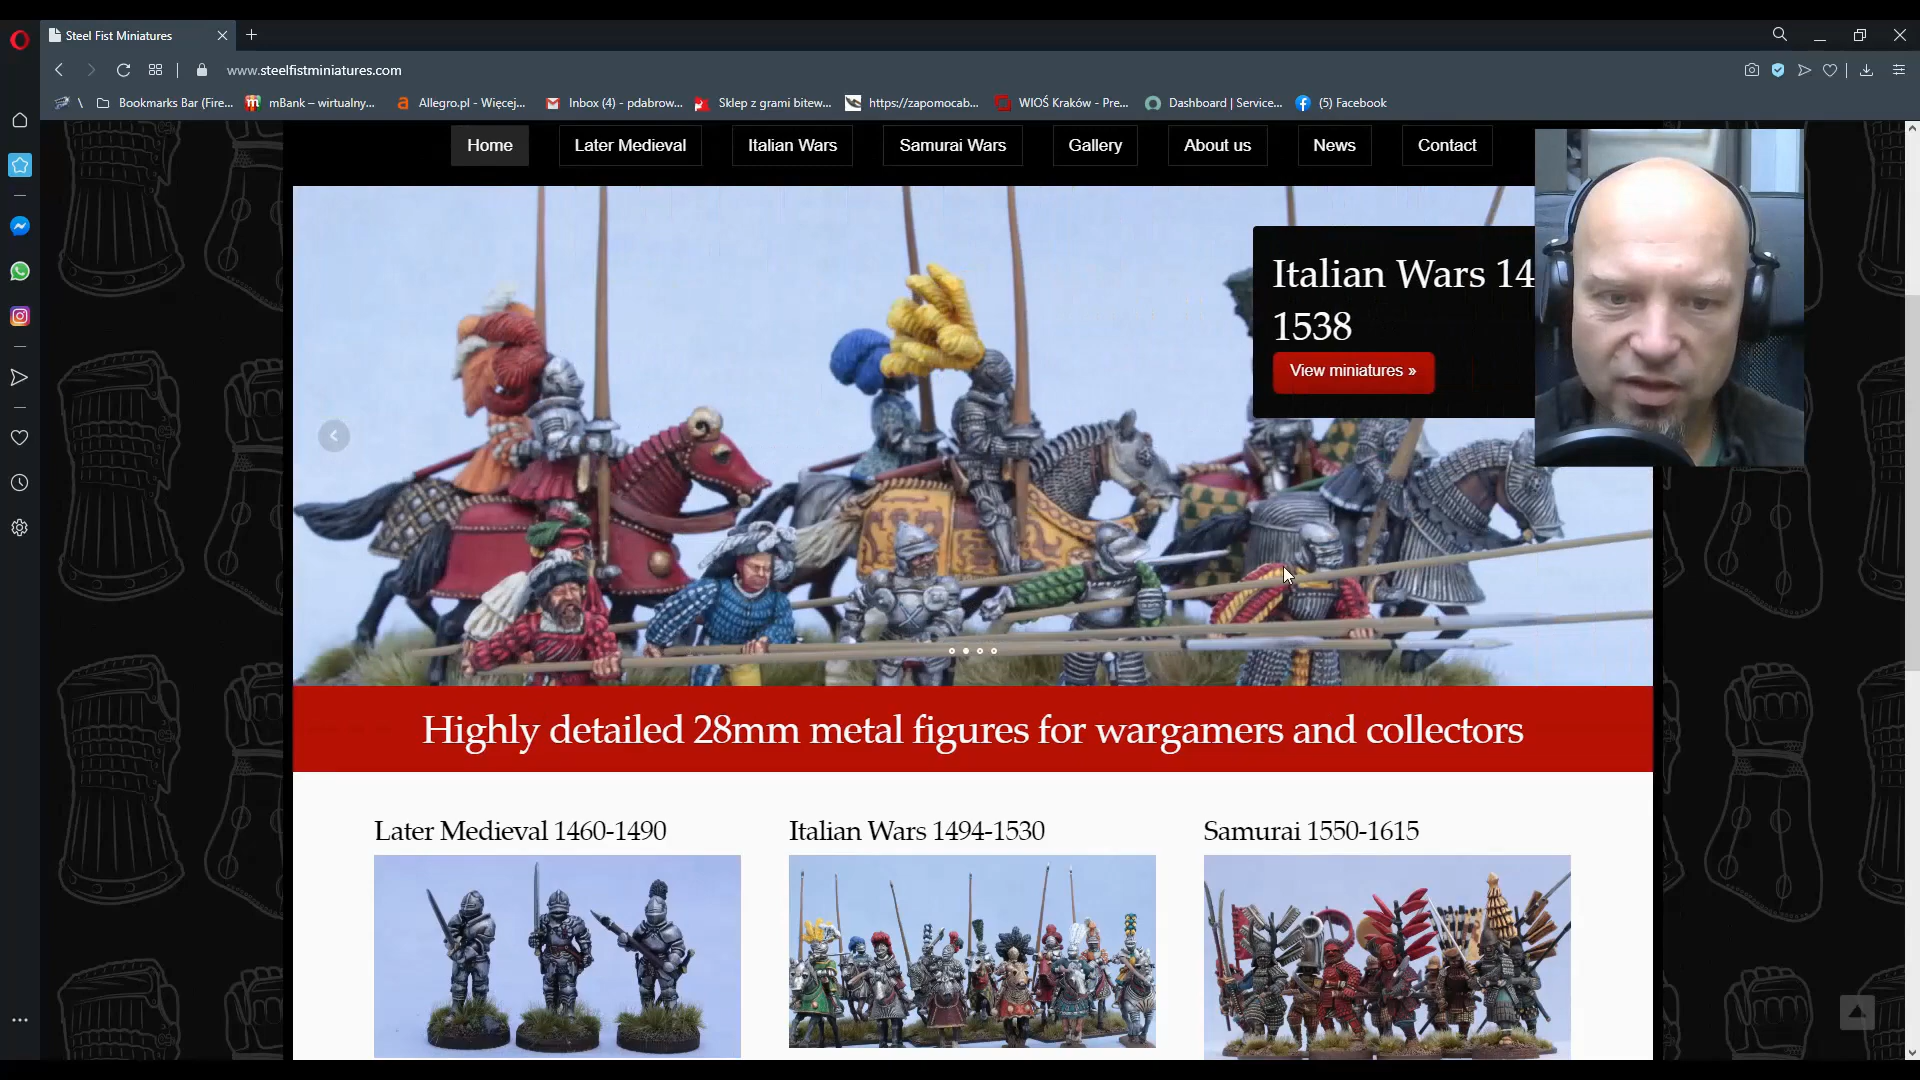 Steel Fist Miniatures
www.steelfistminiatures.com
\ Bookmarks Bar (Fire... mBank – wirtualny... Allegro.pl - Więcej... Inbox (4) - pdabrow... Sklep z grami bitew... https://zapomocab... WIOŚ Kraków - Pre... Dashboard | Service... (5) Facebook
Home Later Medieval Italian Wars Samurai Wars Gallery About us News Contact
Italian Wars 14
1538
View miniatures »
Highly detailed 28mm metal figures for wargamers and collectors
Later Medieval 1460-1490 Italian Wars 1494-1530 Samurai 1550-1615